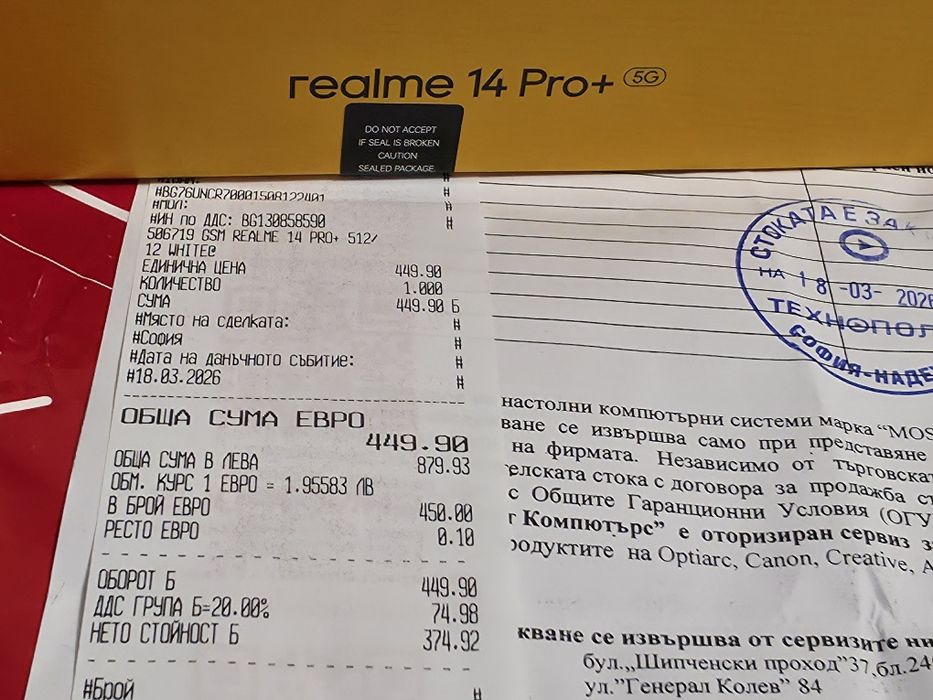 realme 14 Pro+ 5G
DO NOT ACCEPT
IF SEAL IS BROKEN
CAUTION
SEALED PACKAGE
#BG76UNCR70001508122401
#МОЛ: #
#ИН по ДДС: BG130858590 #
506719 GSM REALME 14 PRO+ 512/
12 WHITE@
ЕДИНИЧНА ЦЕНА 449.90
КОЛИЧЕСТВО 1.000
СУМА 449.90 Б
#Място на сделката: #
#София #
#Дата на данъчното събитие: #
#18.03.2026 #
ОБЩА СУМА ЕВРО
449.90
ОБЩА СУМА В ЛЕВА 879.93
ОБМ. КУРС 1 ЕВРО = 1.95583 ЛВ
В БРОЙ ЕВРО 450.00
РЕСТО ЕВРО 0.10
ОБОРОТ Б 449.90
ДДС ГРУПА Б=20.00% 74.98
НЕТО СТОЙНОСТ Б 374.92
#Брой #
СТОКАТА Е ЗАК
НА 18-03-2026
ТЕХНОПОЛ
СОФИЯ-НАДЕ
настолни компютърни системи марка “MOS
ване се извършва само при представяне
на фирмата. Независимо от търговскат
елската стока с договора за продажба ст
с Общите Гаранционни Условия (ОГУ
г Компютърс” е оторизиран сервиз з
родуктите на Optiarc, Canon, Creative, A
кване се извършва от сервизите ни
бул.„Шипченски проход”37,бл.24
ул.”Генерал Колев” 84